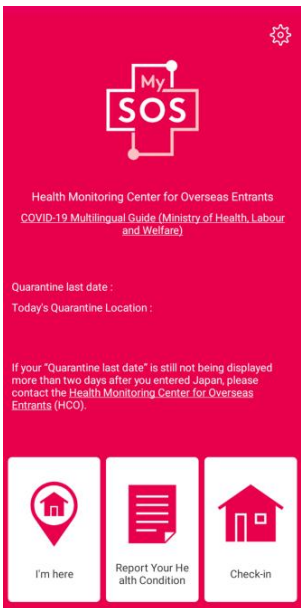 My
SOS
Health Monitoring Center for Overseas Entrants
COVID-19 Multilingual Guide (Ministry of Health, Labour
and Welfare)
Quarantine last date :
Today's Quarantine Location :
If your "Quarantine last date" is still not being displayed
more than two days after you entered Japan, please
contact the Health Monitoring Center for Overseas
Entrants (HCO).
I'm here
Report Your He
alth Condition
Check-in